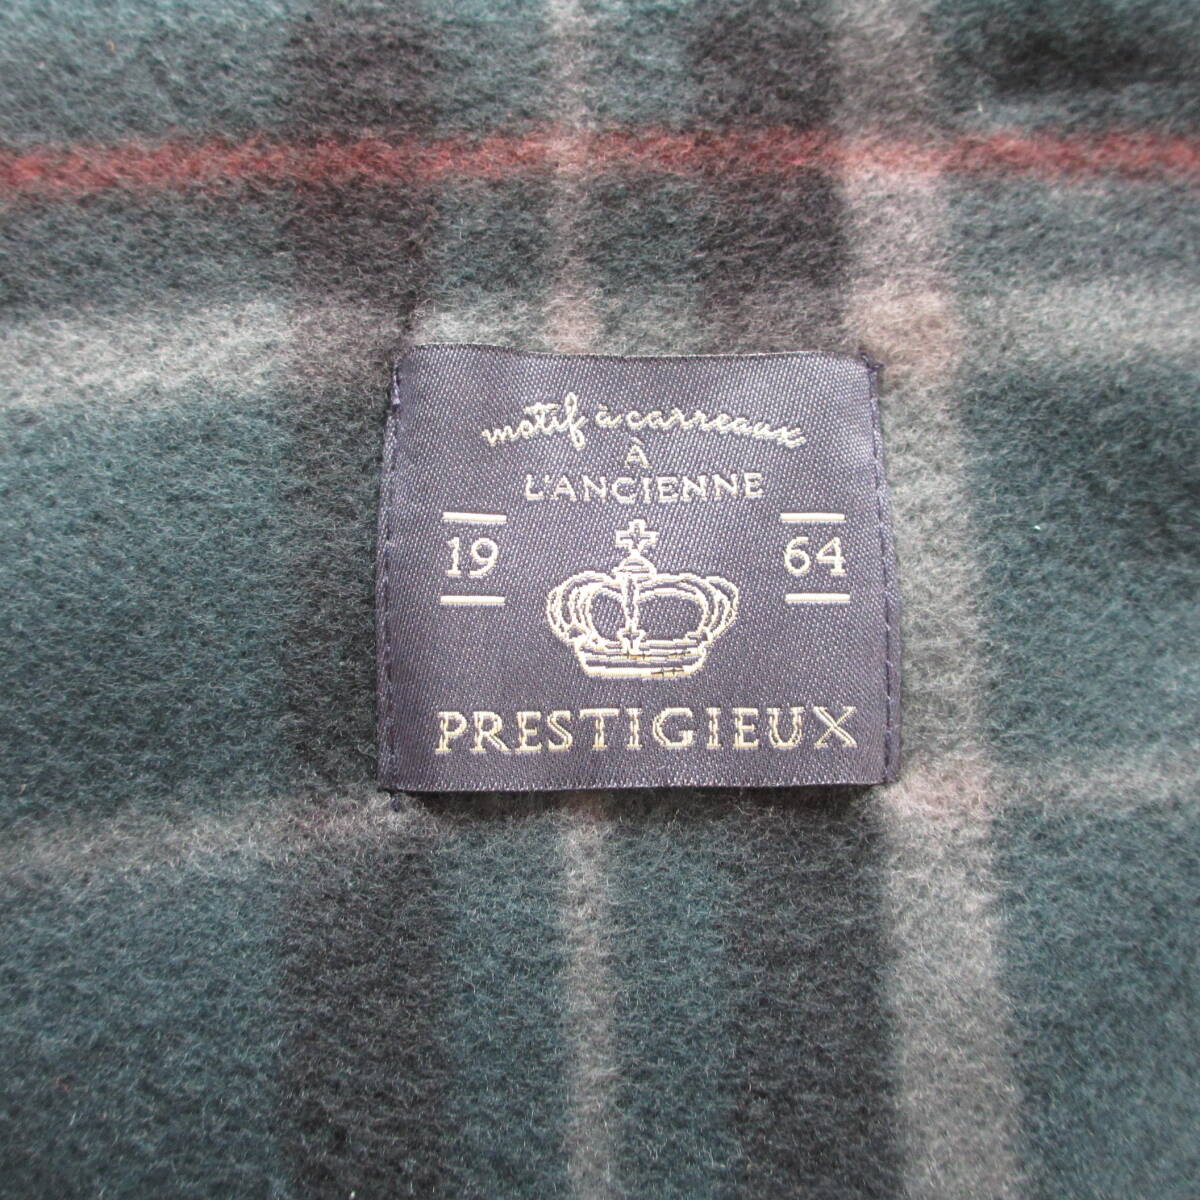 motif à carreaux
À
L'ANCIENNE
19 64
PRESTIGIEUX